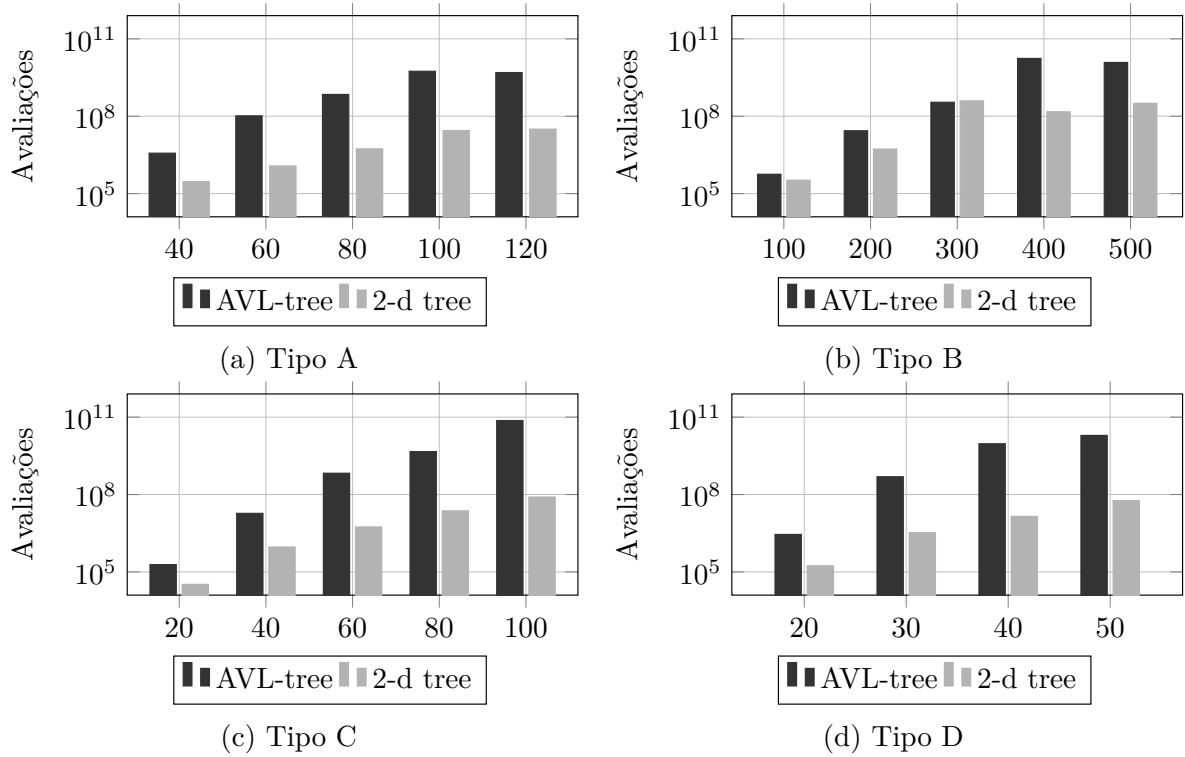 Avaliações
10^11
10^8
10^5
40 60 80 100 120
AVL-tree 2-d tree
(a) Tipo A
Avaliações
10^11
10^8
10^5
100 200 300 400 500
AVL-tree 2-d tree
(b) Tipo B
Avaliações
10^11
10^8
10^5
20 40 60 80 100
AVL-tree 2-d tree
(c) Tipo C
Avaliações
10^11
10^8
10^5
20 30 40 50
AVL-tree 2-d tree
(d) Tipo D